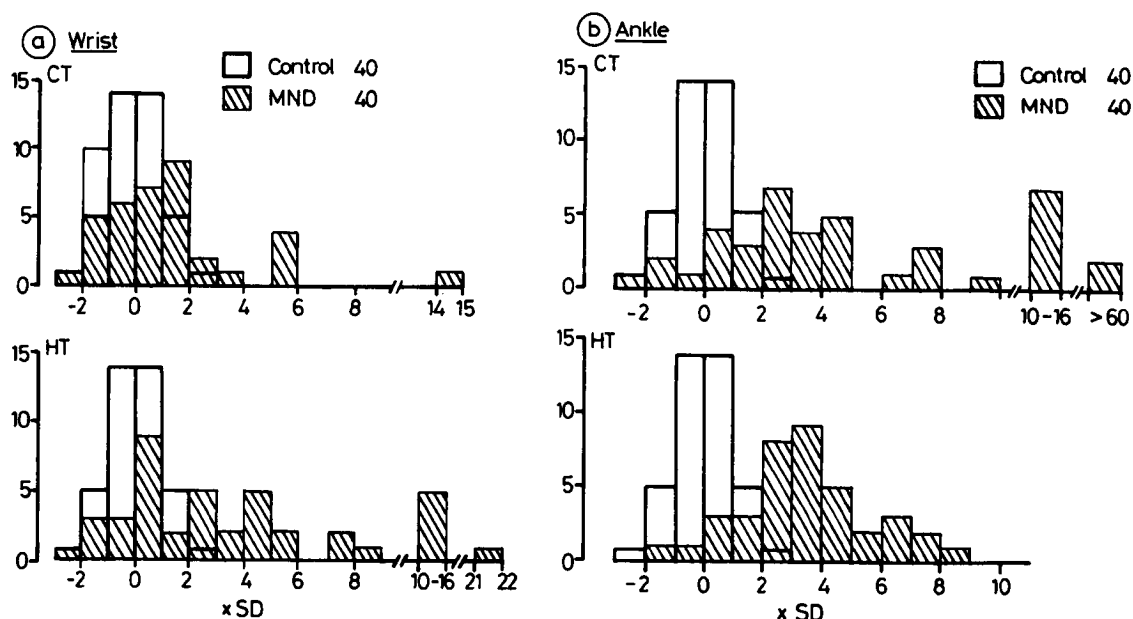 a Wrist
CT
Control 40
MND 40
15
10
5
0
-2 0 2 4 6 8 14 15
HT
15
10
5
0
-2 0 2 4 6 8 10-16 21 22
x SD
b Ankle
CT
Control 40
MND 40
15
10
5
0
-2 0 2 4 6 8 10-16 >60
HT
15
10
5
0
-2 0 2 4 6 8 10
x SD